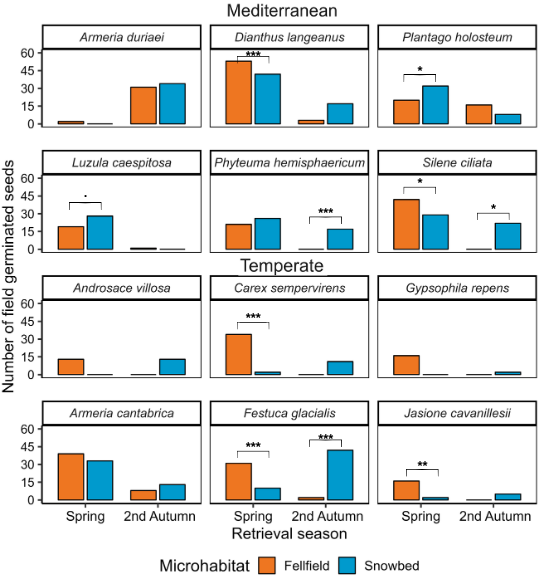 Mediterranean
Armeria duriaei
Dianthus langeanus
Plantago holosteum
60
45
30
15
0
***
*
Luzula caespitosa
Phyteuma hemisphaericum
Silene ciliata
60
45
30
15
0
.
***
*
*
Temperate
Androsace villosa
Carex sempervirens
Gypsophila repens
60
45
30
15
0
***
Armeria cantabrica
Festuca glacialis
Jasione cavanillesii
60
45
30
15
0
***
***
**
Number of field germinated seeds
Spring 2nd Autumn
Spring 2nd Autumn
Spring 2nd Autumn
Retrieval season
Microhabitat Fellfield Snowbed